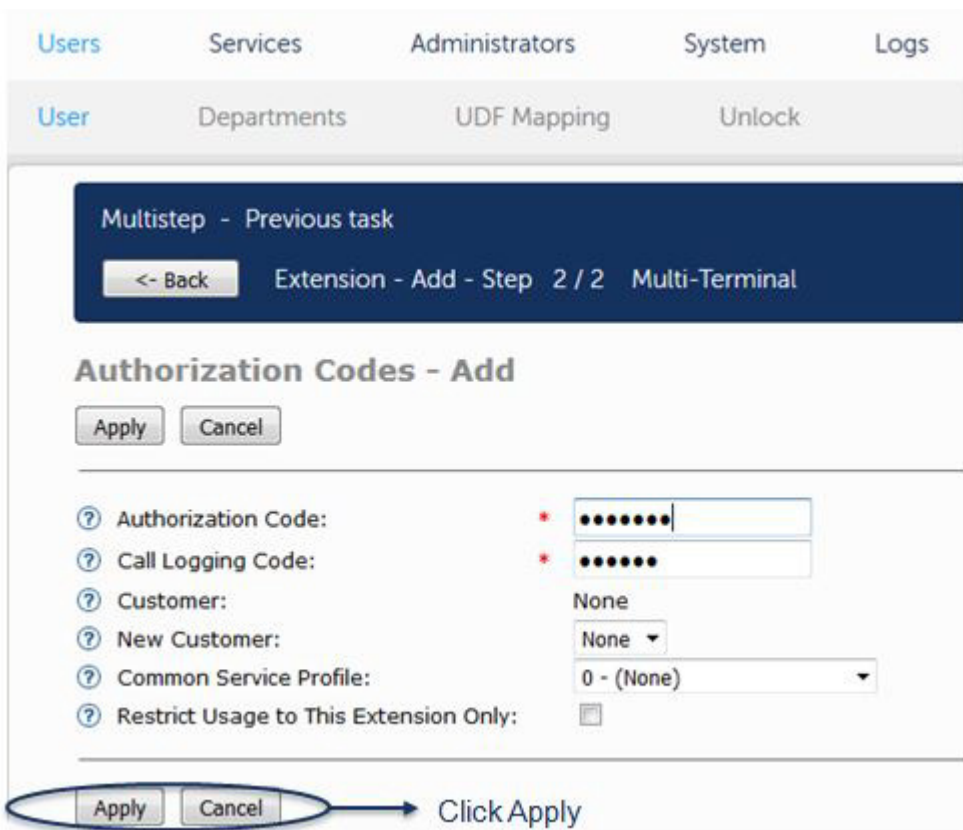 Users Services Administrators System Logs
User Departments UDF Mapping Unlock
Multistep - Previous task
<- Back Extension - Add - Step 2 / 2 Multi-Terminal
Authorization Codes - Add
Apply Cancel
? Authorization Code: * •••••••
? Call Logging Code: * ••••••
? Customer: None
? New Customer: None
? Common Service Profile: 0 - (None)
? Restrict Usage to This Extension Only:
Apply Cancel Click Apply